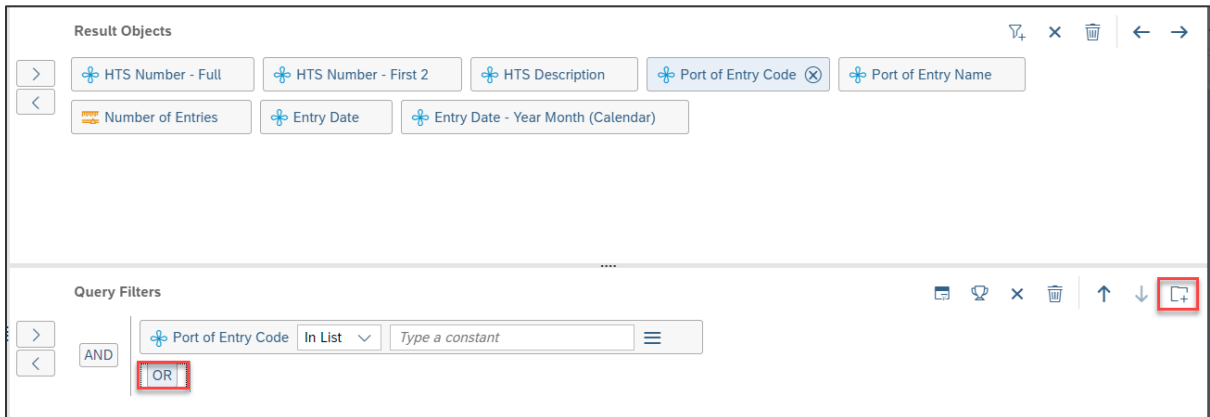 Result Objects
HTS Number - Full HTS Number - First 2 HTS Description Port of Entry Code Port of Entry Name
Number of Entries Entry Date Entry Date - Year Month (Calendar)
Query Filters
Port of Entry Code In List Type a constant
AND
OR